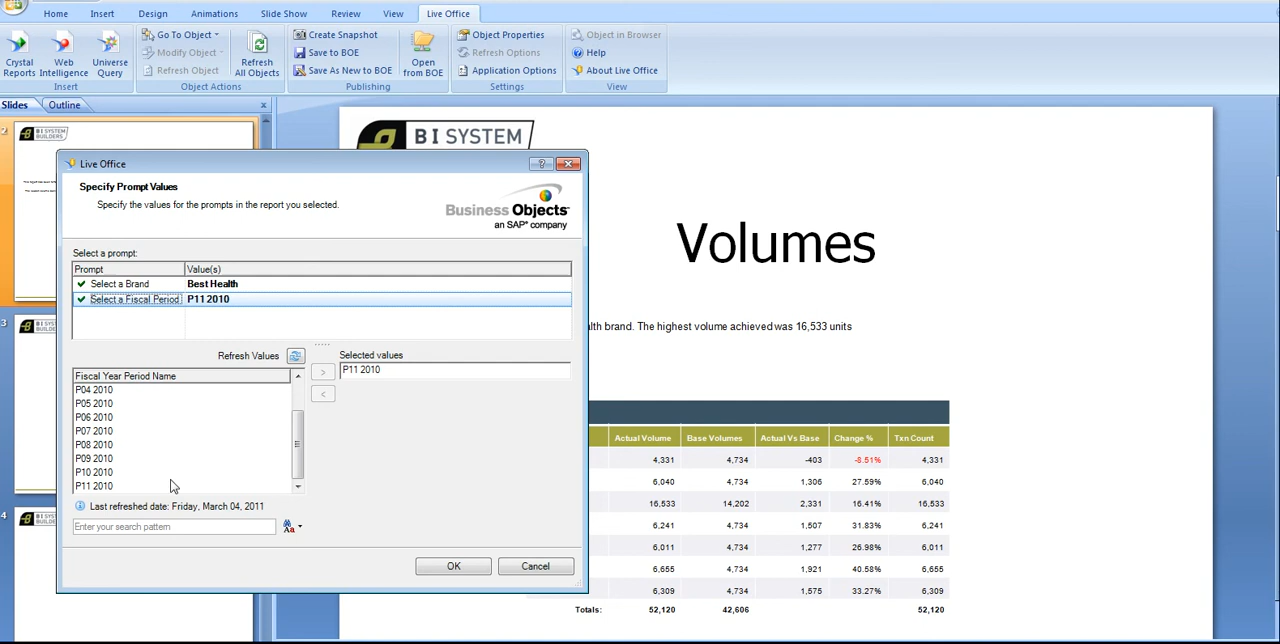 Home Insert Design Animations Slide Show Review View Live Office
Crystal Reports
Web Intelligence
Universe Query
Insert
Go To Object
Modify Object
Refresh Object
Refresh All Objects
Object Actions
Create Snapshot
Save to BOE
Save As New to BOE
Open from BOE
Publishing
Object Properties
Refresh Options
Application Options
Settings
Object in Browser
Help
About Live Office
View
Slides Outline
2
BI SYSTEM BUILDERS
3
4
BI SYSTEM
Volumes
lth brand. The highest volume achieved was 16,533 units
Actual Volume Base Volumes Actual Vs Base Change % Txn Count
4,331 4,734 -403 -8.51% 4,331
6,040 4,734 1,306 27.59% 6,040
16,533 14,202 2,331 16.41% 16,533
6,241 4,734 1,507 31.83% 6,241
6,011 4,734 1,277 26.98% 6,011
6,655 4,734 1,921 40.58% 6,655
6,309 4,734 1,575 33.27% 6,309
Totals: 52,120 42,606 52,120
Live Office
Specify Prompt Values
Specify the values for the prompts in the report you selected.
Business Objects
an SAP® company
Select a prompt:
Prompt Value(s)
Select a Brand Best Health
Select a Fiscal Period P11 2010
Refresh Values
Selected values
P11 2010
Fiscal Year Period Name
P04 2010
P05 2010
P06 2010
P07 2010
P08 2010
P09 2010
P10 2010
P11 2010
> 
<
Last refreshed date: Friday, March 04, 2011
Enter your search pattern
OK Cancel